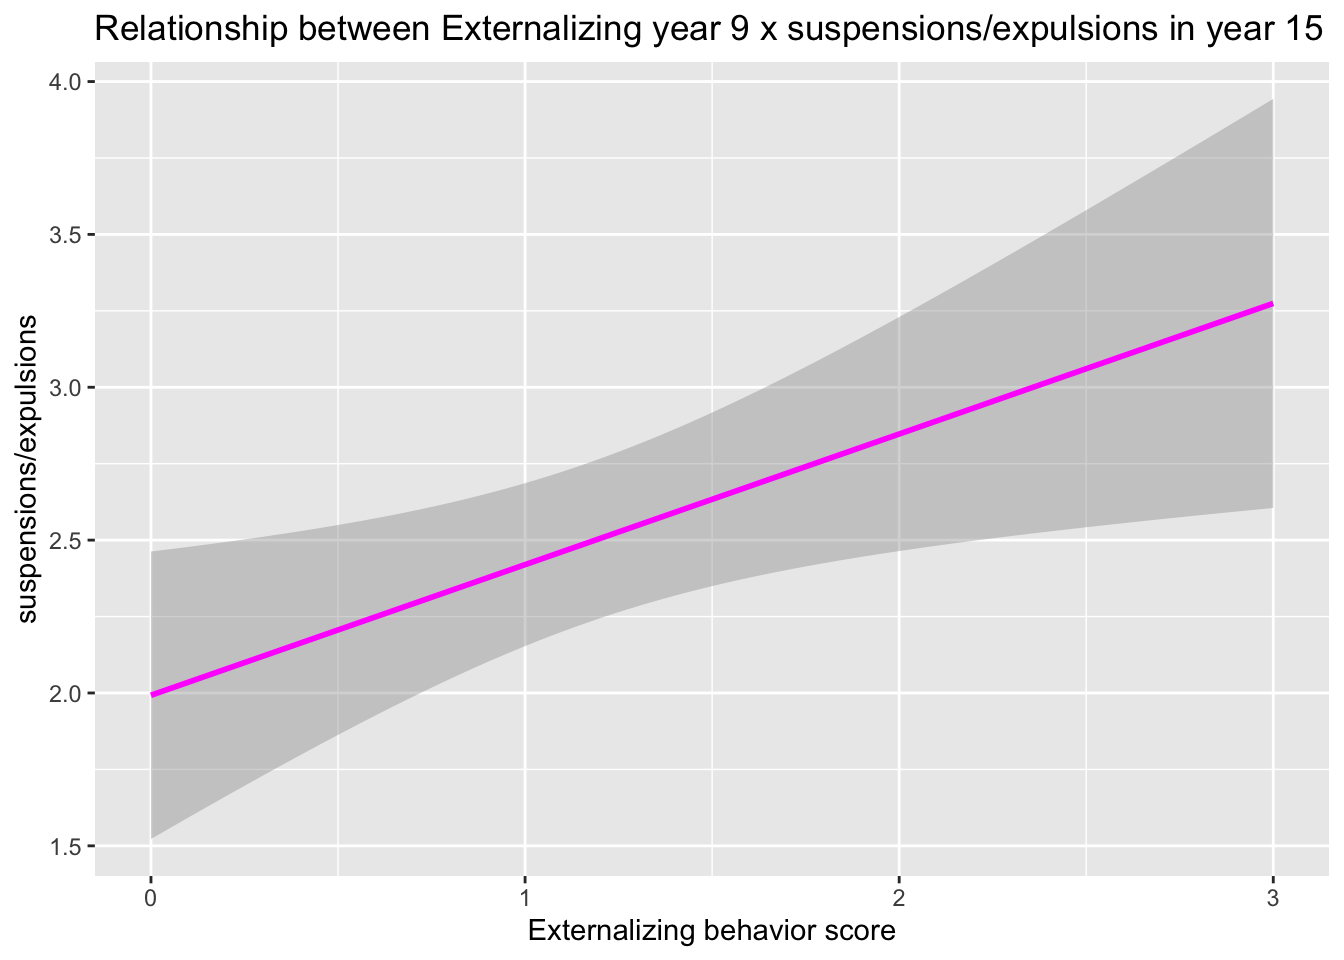 Relationship between Externalizing year 9 x suspensions/expulsions in year 15
suspensions/expulsions
4.0
3.5
3.0
2.5
2.0
1.5
0 1 2 3
Externalizing behavior score